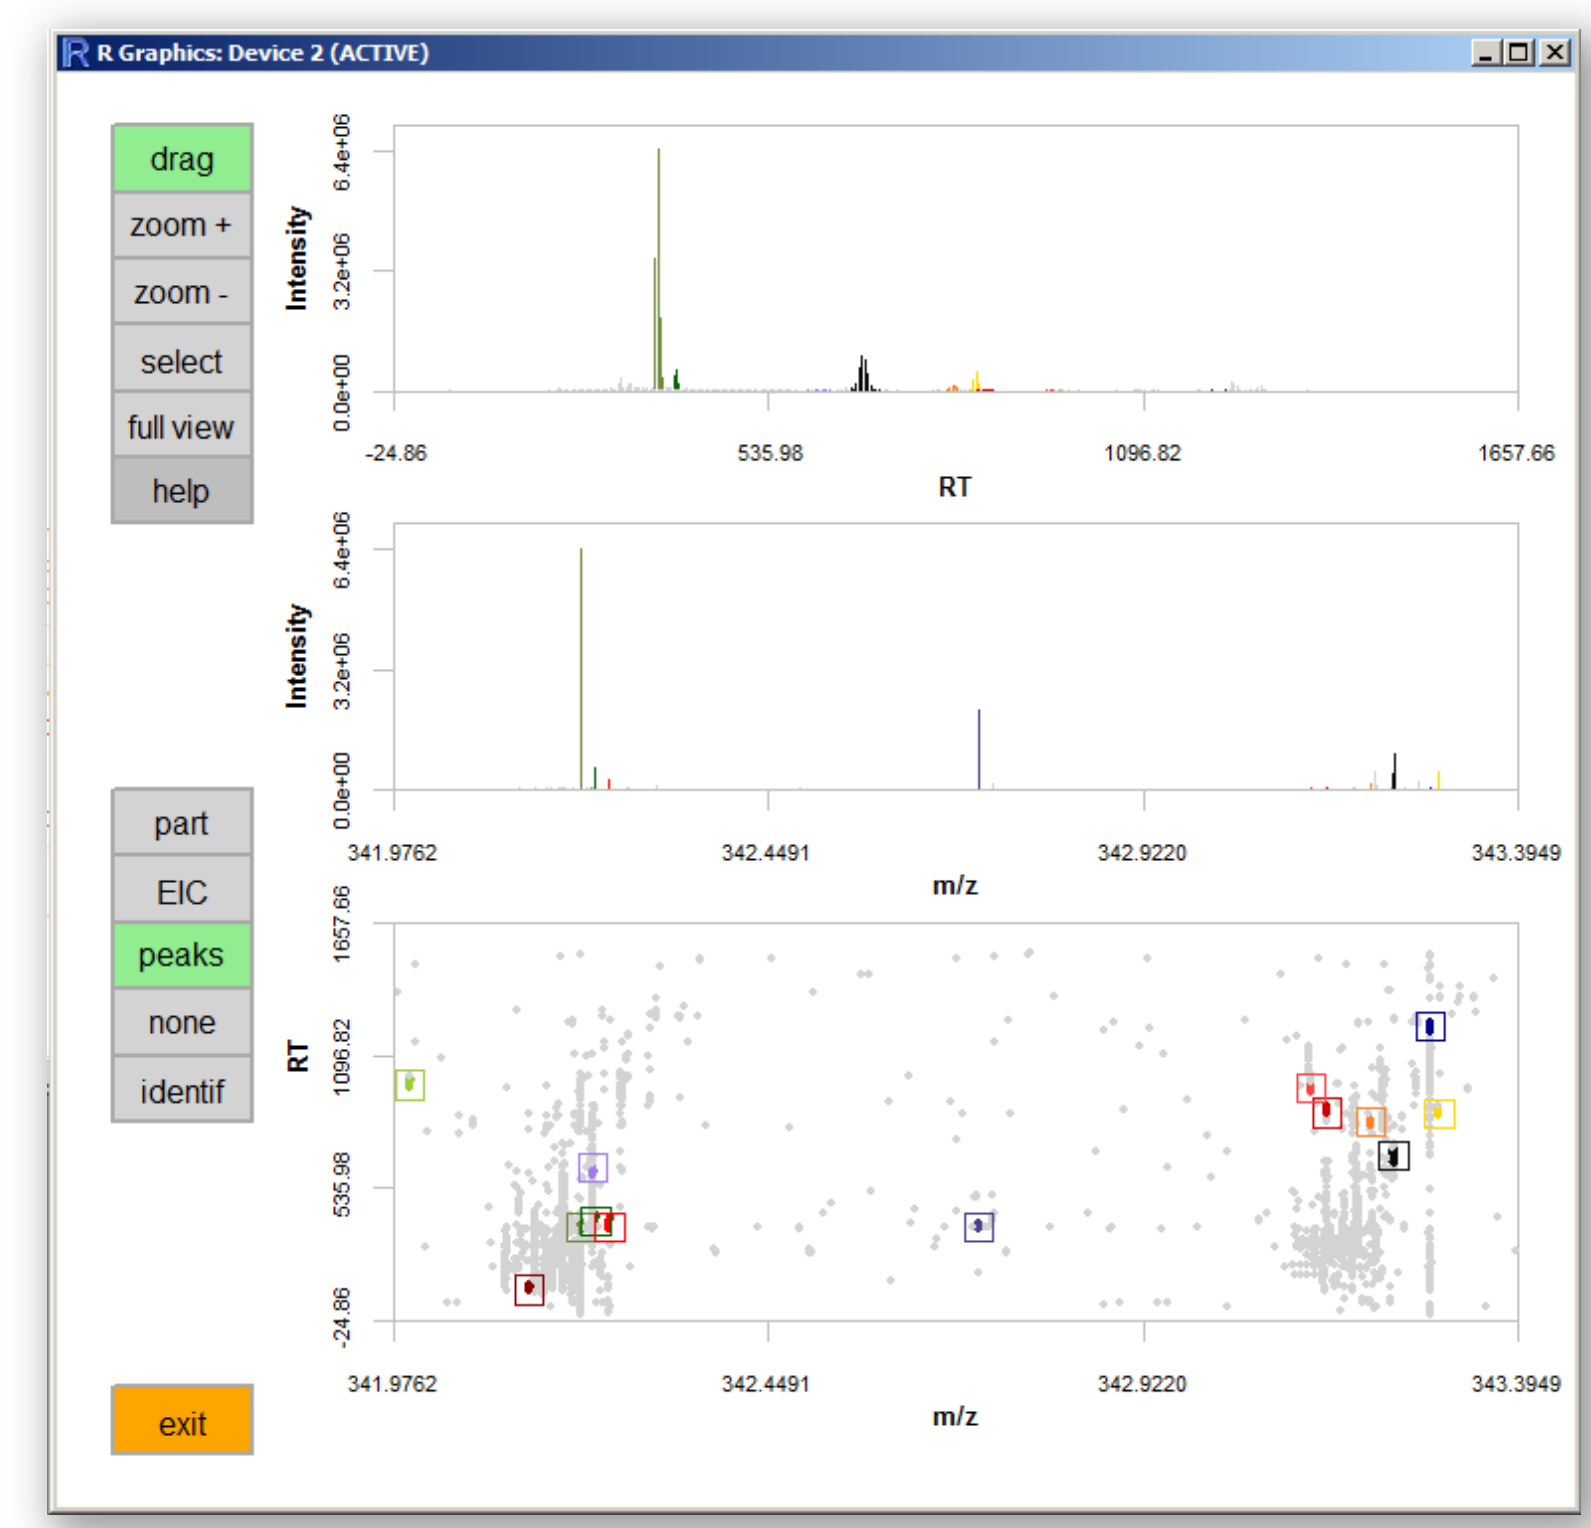 R Graphics: Device 2 (ACTIVE)
drag
zoom +
zoom -
select
full view
help
Intensity
6.4e+06
3.2e+06
0.0e+00
-24.86 535.98 1096.82 1657.66
RT
Intensity
6.4e+06
3.2e+06
0.0e+00
341.9762 342.4491 342.9220 343.3949
m/z
part
EIC
peaks
none
identif
RT
1657.66
1096.82
535.98
-24.86
341.9762 342.4491 342.9220 343.3949
m/z
exit